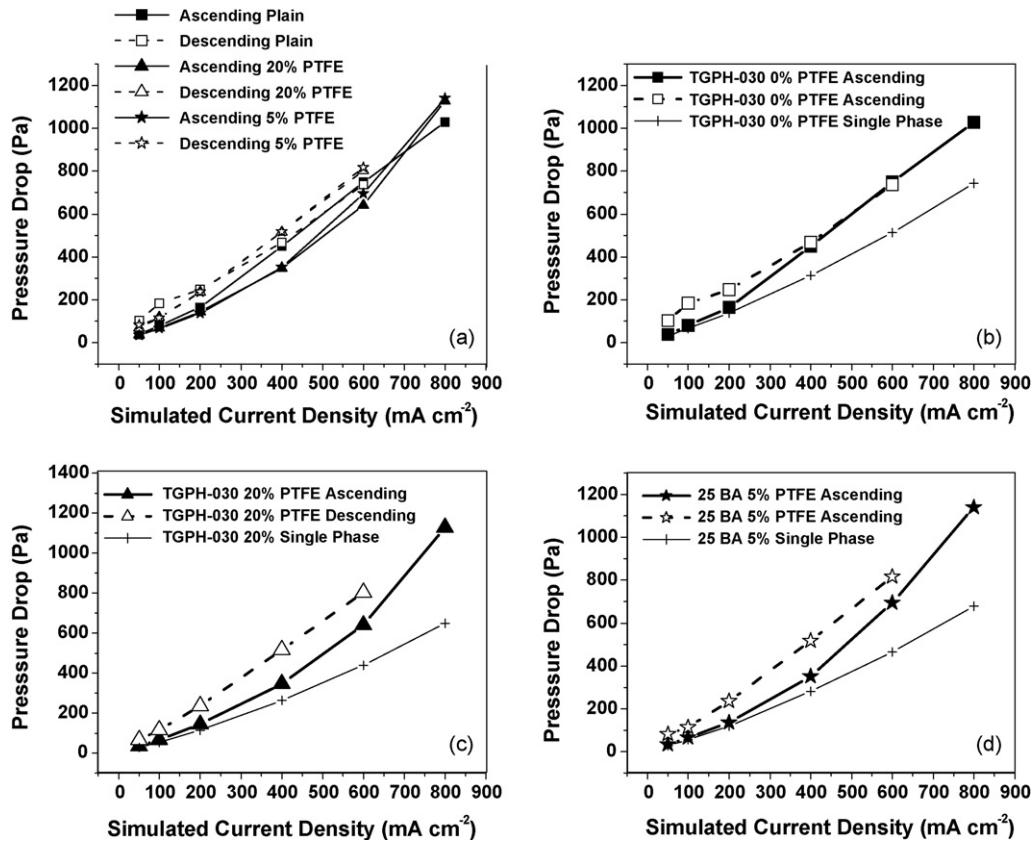 Ascending Plain
Descending Plain
Ascending 20% PTFE
Descending 20% PTFE
Ascending 5% PTFE
Descending 5% PTFE
1200
1000
800
600
400
200
0
Presssure Drop (Pa)
(a)
0 100 200 300 400 500 600 700 800 900
Simulated Current Density (mA cm⁻²)
TGPH-030 0% PTFE Ascending
TGPH-030 0% PTFE Ascending
TGPH-030 0% PTFE Single Phase
1200
1000
800
600
400
200
0
Presssure Drop (Pa)
(b)
0 100 200 300 400 500 600 700 800 900
Simulated Current Density (mA cm⁻²)
TGPH-030 20% PTFE Ascending
TGPH-030 20% PTFE Descending
TGPH-030 20% Single Phase
1400
1200
1000
800
600
400
200
0
Presssure Drop (Pa)
(c)
0 100 200 300 400 500 600 700 800 900
Simulated Current Density (mA cm⁻²)
25 BA 5% PTFE Ascending
25 BA 5% PTFE Ascending
25 BA 5% Single Phase
1200
1000
800
600
400
200
0
Presssure Drop (Pa)
(d)
0 100 200 300 400 500 600 700 800 900
Simulated Current Density (mA cm⁻²)